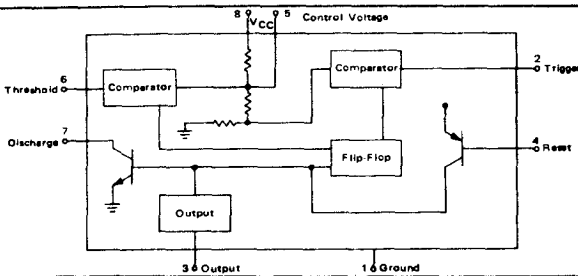 8 5 Control Voltage
VCC
2
Trigger
6
Threshold Comparator Comparator
7
Discharge
4
Reset
Flip-Flop
Output
3 Output 1 Ground